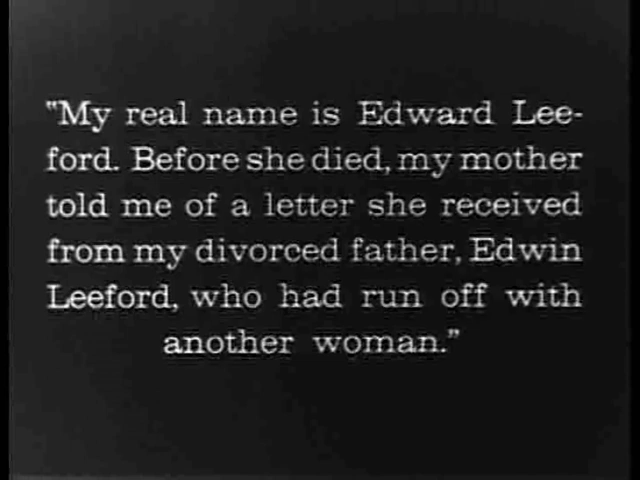 "My real name is Edward Lee-
ford. Before she died, my mother
told me of a letter she received
from my divorced father, Edwin
Leeford, who had run off with
another woman."